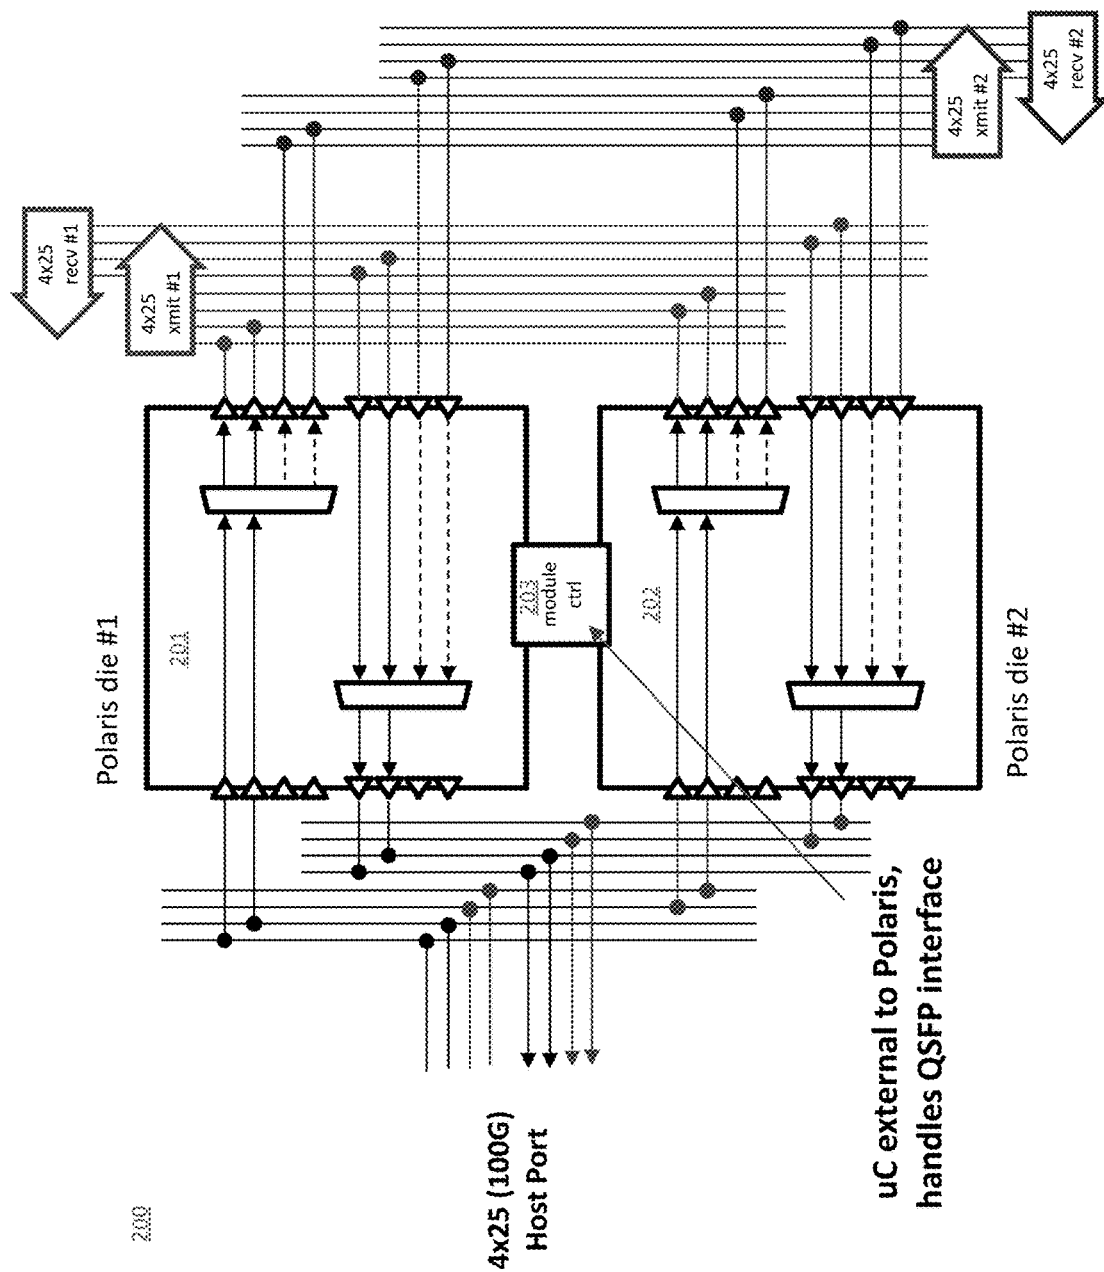 4x25
recv #1
4x25
xmit #1
4x25
xmit #2
4x25
recv #2
Polaris die #1
201
203
module
ctrl
202
Polaris die #2
4x25 (100G)
Host Port
uC external to Polaris,
handles QSFP interface
200